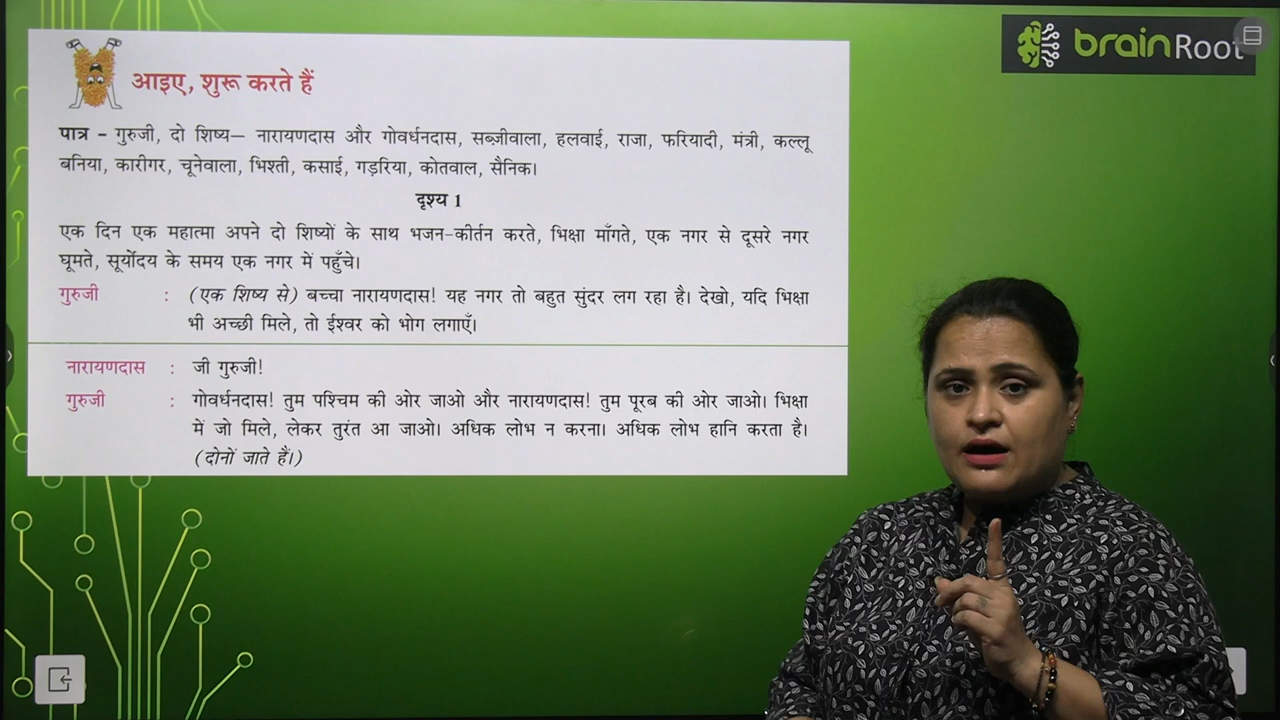 brainRoot
आइए, शुरू करते हैं
पात्र – गुरुजी, दो शिष्य— नारायणदास और गोवर्धनदास, सब्ज़ीवाला, हलवाई, राजा, फरियादी, मंत्री, कल्लू
बनिया, कारीगर, चूनेवाला, भिश्ती, कसाई, गड़रिया, कोतवाल, सैनिक।
दृश्य 1
एक दिन एक महात्मा अपने दो शिष्यों के साथ भजन-कीर्तन करते, भिक्षा माँगते, एक नगर से दूसरे नगर
घूमते, सूर्योदय के समय एक नगर में पहुँचे।
गुरुजी : (एक शिष्य से) बच्चा नारायणदास! यह नगर तो बहुत सुंदर लग रहा है। देखो, यदि भिक्षा
भी अच्छी मिले, तो ईश्वर को भोग लगाएँ।
नारायणदास : जी गुरुजी!
गुरुजी : गोवर्धनदास! तुम पश्चिम की ओर जाओ और नारायणदास! तुम पूरब की ओर जाओ। भिक्षा
में जो मिले, लेकर तुरंत आ जाओ। अधिक लोभ न करना। अधिक लोभ हानि करता है।
(दोनों जाते हैं।)